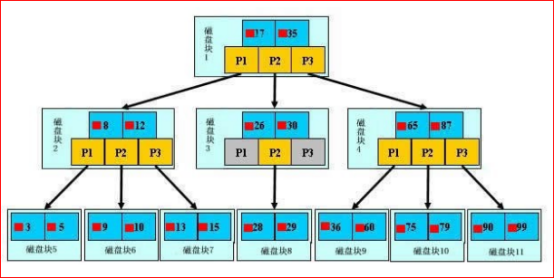 磁盘块1
17 35
P1 P2 P3
磁盘块2
8 12
P1 P2 P3
磁盘块3
26 30
P1 P2 P3
磁盘块4
65 87
P1 P2 P3
3 5
磁盘块5
9 10
磁盘块6
13 15
磁盘块7
28 29
磁盘块8
36 60
磁盘块9
75 79
磁盘块10
90 99
磁盘块11